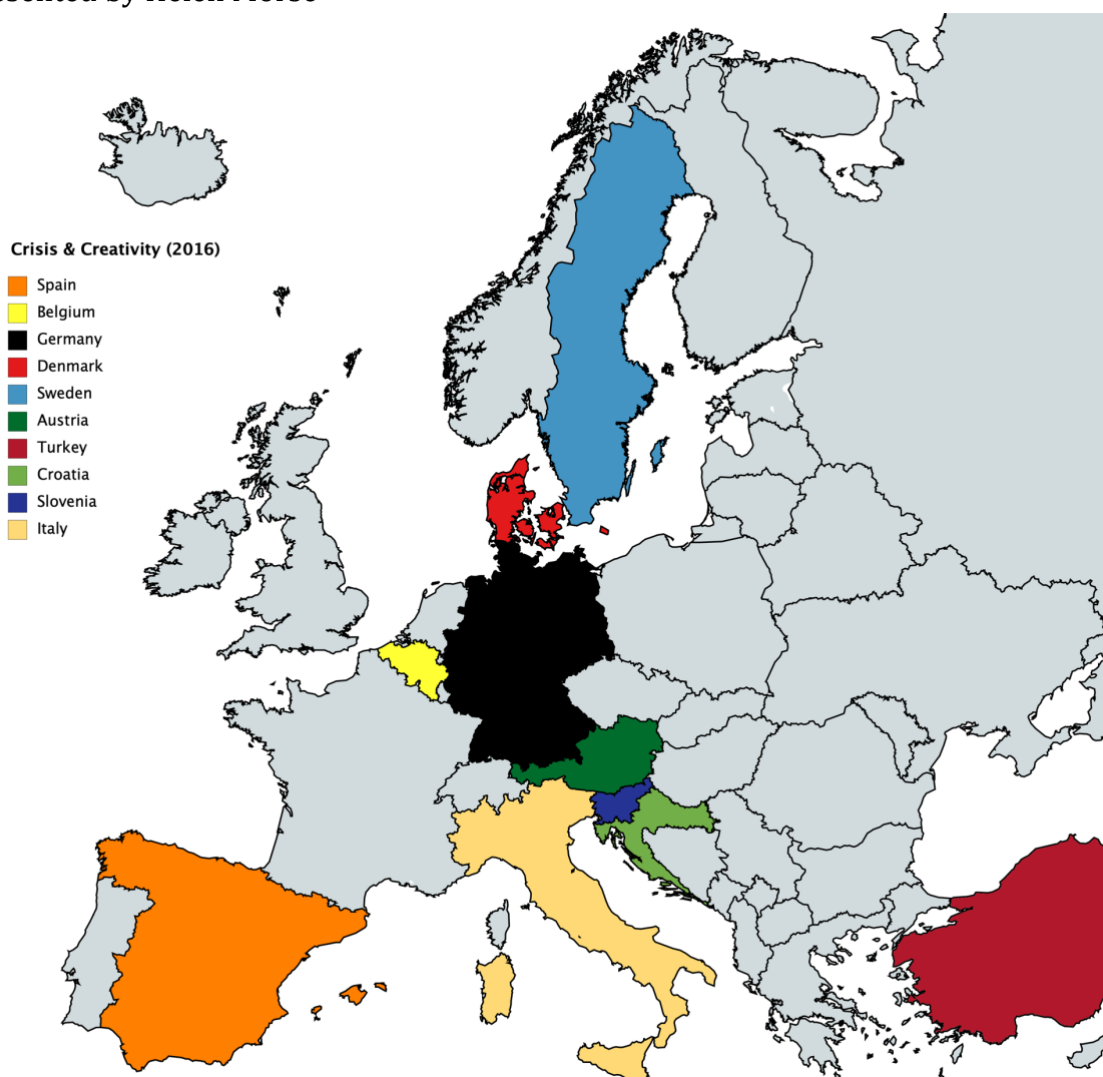 Crisis & Creativity (2016)
Spain
Belgium
Germany
Denmark
Sweden
Austria
Turkey
Croatia
Slovenia
Italy